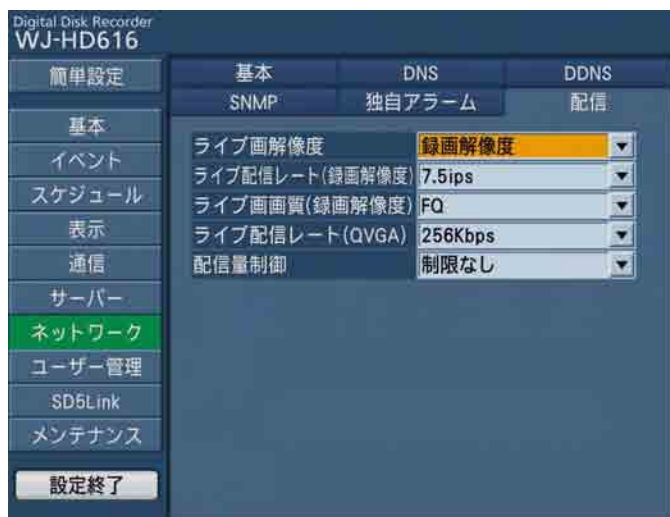 Digital Disk Recorder
WJ-HD616
簡単設定
基本
イベント
スケジュール
表示
通信
サーバー
ネットワーク
ユーザー管理
SD5Link
メンテナンス
設定終了
基本 DNS DDNS
SNMP 独自アラーム 配信
ライブ画解像度 録画解像度
ライブ配信レート(録画解像度) 7.5ips
ライブ画画質(録画解像度) FQ
ライブ配信レート(QVGA) 256Kbps
配信量制御 制限なし